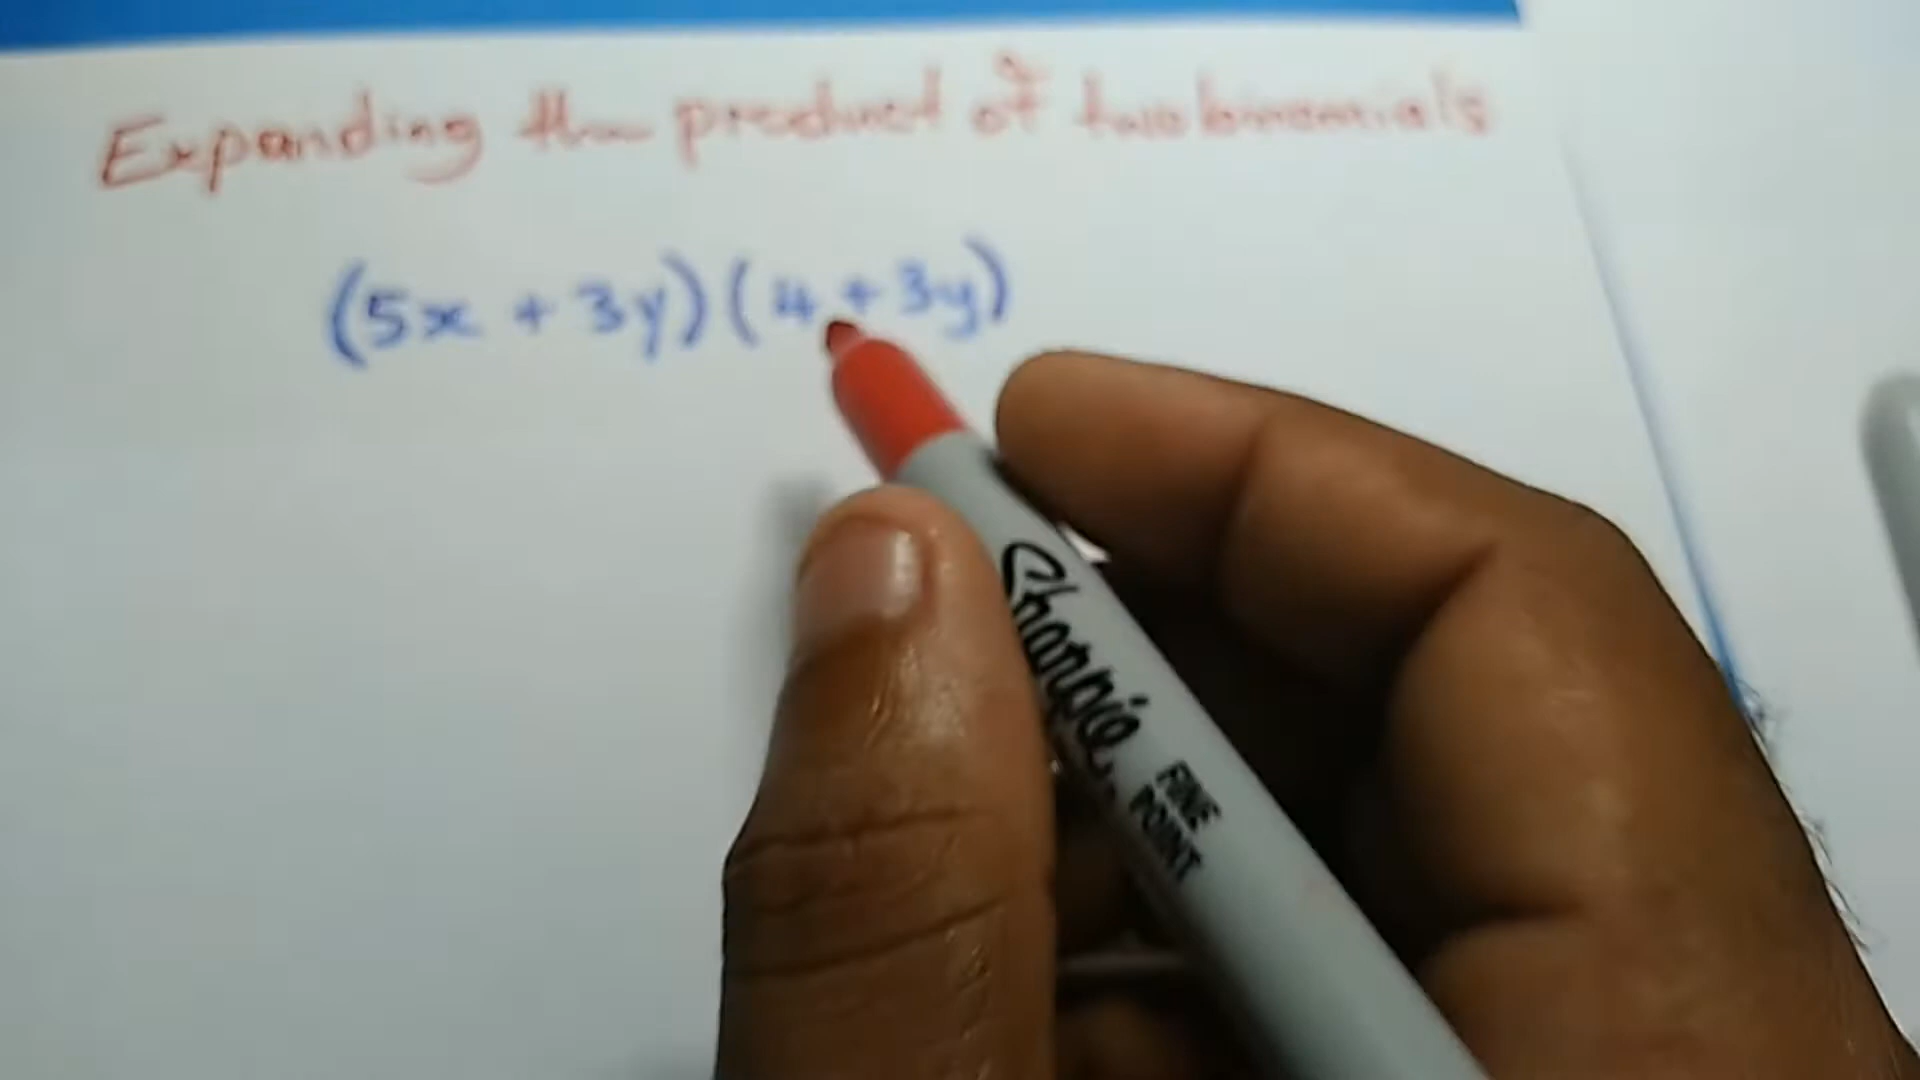 Expanding the product of two binomials
(5x + 3y)(4 + 3y)
Sharpie.
FINE
POINT